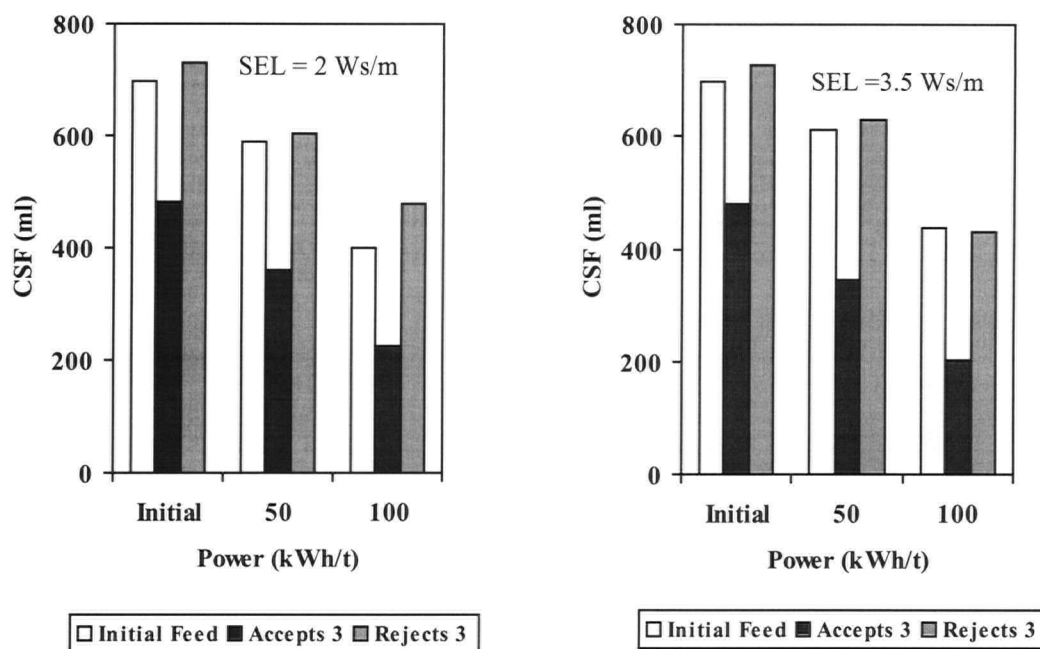 800
600
400
200
0
CSF (ml)
SEL = 2 Ws/m
Initial 50 100
Power (kWh/t)
Initial Feed Accepts 3 Rejects 3
800
600
400
200
0
CSF (ml)
SEL =3.5 Ws/m
Initial 50 100
Power (kWh/t)
Initial Feed Accepts 3 Rejects 3